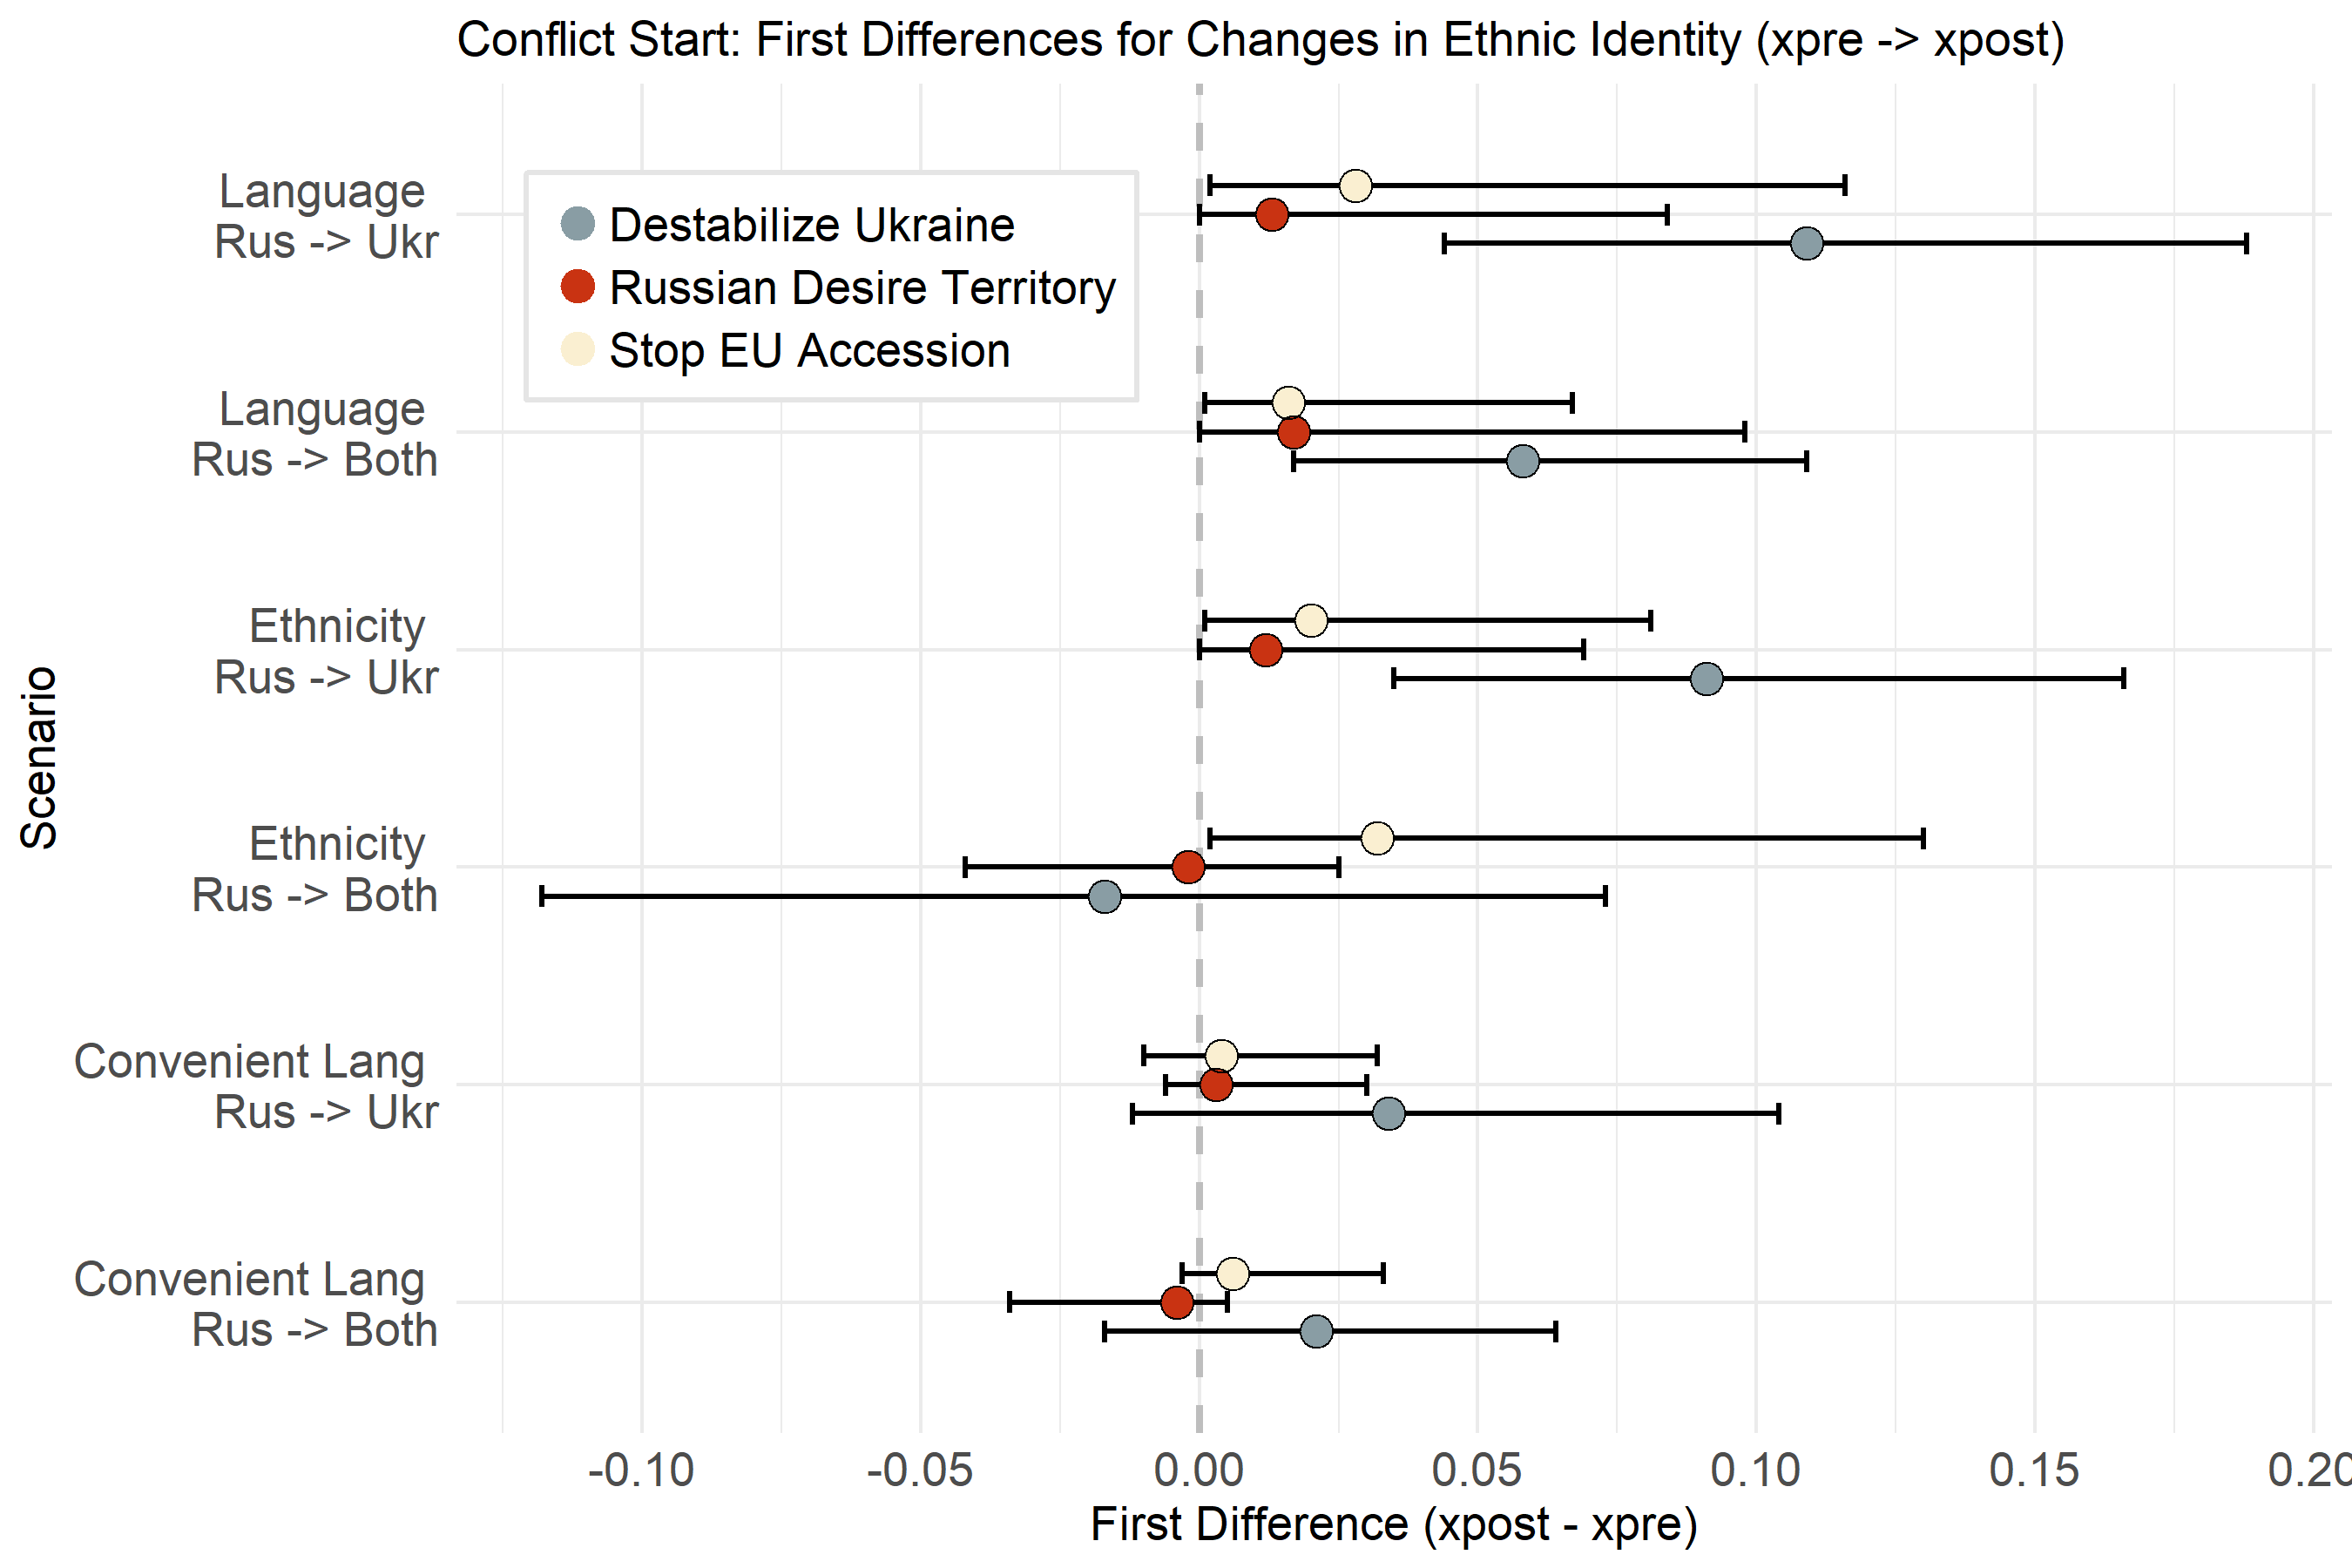 Conflict Start: First Differences for Changes in Ethnic Identity (xpre -> xpost)
Destabilize Ukraine
Russian Desire Territory
Stop EU Accession
Scenario
Language
Rus -> Ukr
Language
Rus -> Both
Ethnicity
Rus -> Ukr
Ethnicity
Rus -> Both
Convenient Lang
Rus -> Ukr
Convenient Lang
Rus -> Both
-0.10 -0.05 0.00 0.05 0.10 0.15 0.20
First Difference (xpost - xpre)